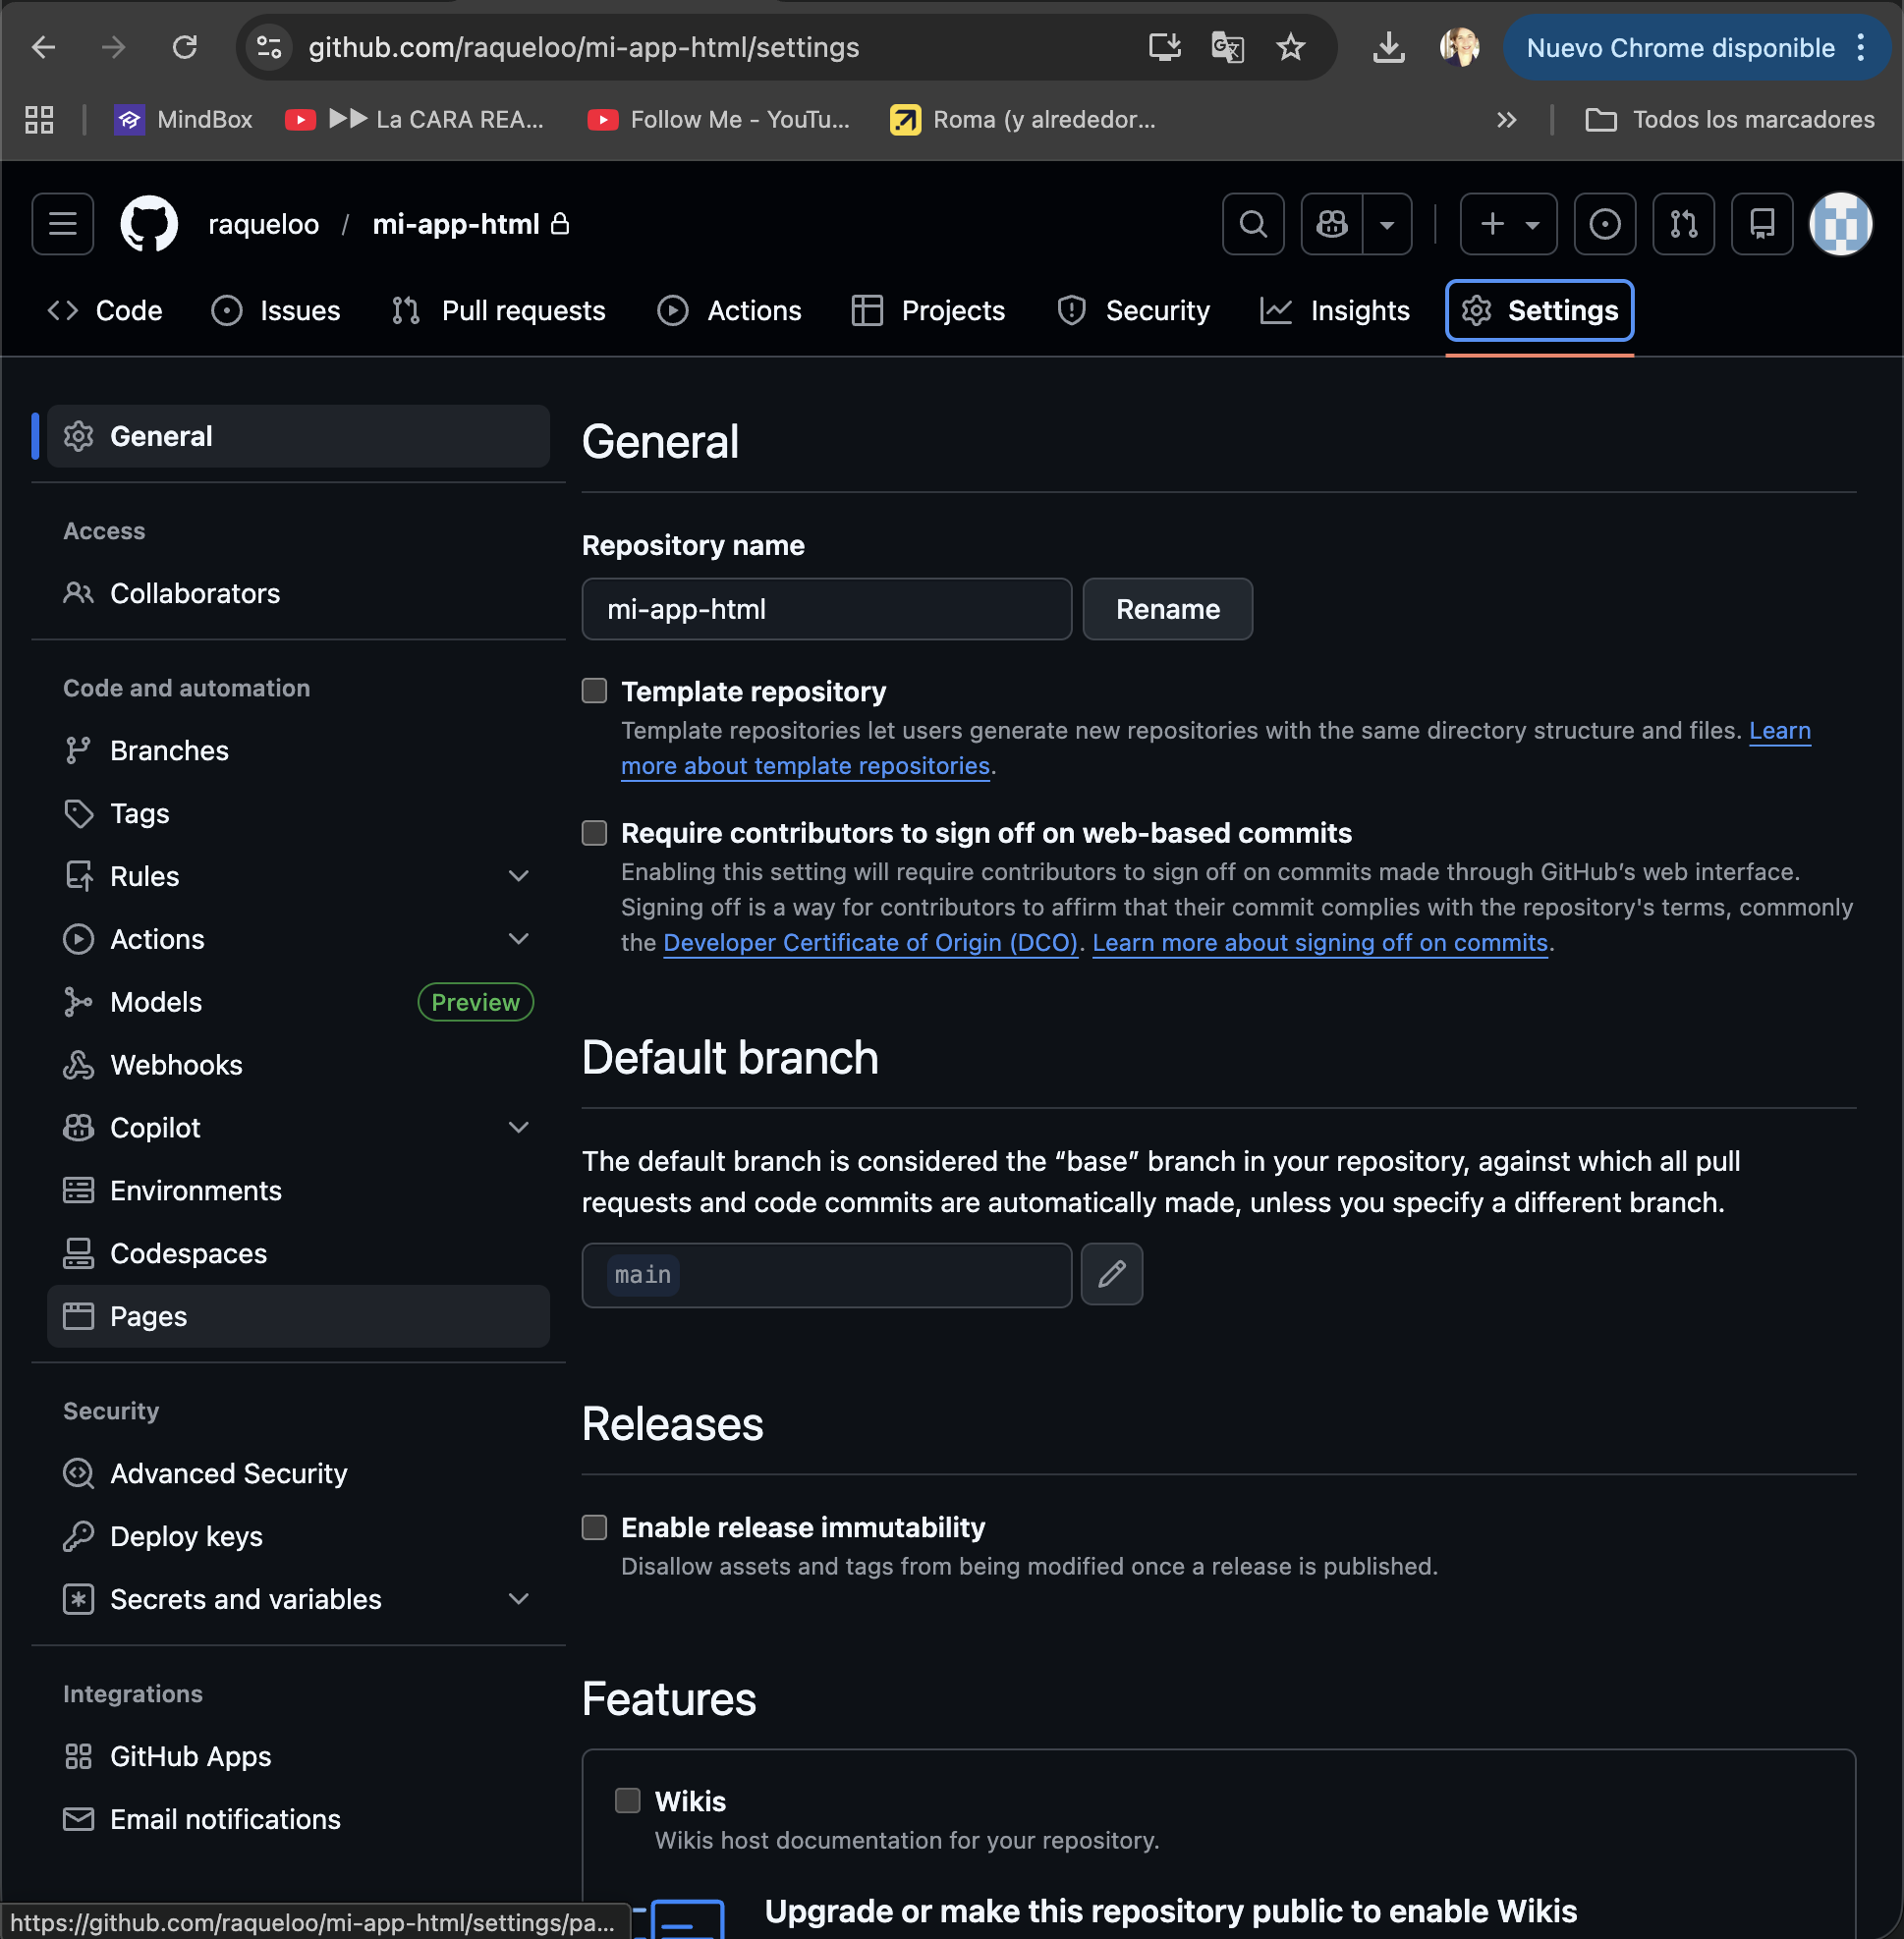 github.com/raqueloo/mi-app-html/settings
Nuevo Chrome disponible
MindBox
▶▶ La CARA REA...
Follow Me - YouTu...
Roma (y alrededor...
»
Todos los marcadores
raqueloo / mi-app-html
Code
Issues
Pull requests
Actions
Projects
Security
Insights
Settings
General
Access
Collaborators
Code and automation
Branches
Tags
Rules
Actions
Models
Preview
Webhooks
Copilot
Environments
Codespaces
Pages
Security
Advanced Security
Deploy keys
Secrets and variables
Integrations
GitHub Apps
Email notifications
General
Repository name
mi-app-html
Rename
Template repository
Template repositories let users generate new repositories with the same directory structure and files. Learn
more about template repositories.
Require contributors to sign off on web-based commits
Enabling this setting will require contributors to sign off on commits made through GitHub’s web interface.
Signing off is a way for contributors to affirm that their commit complies with the repository's terms, commonly
the Developer Certificate of Origin (DCO). Learn more about signing off on commits.
Default branch
The default branch is considered the “base” branch in your repository, against which all pull
requests and code commits are automatically made, unless you specify a different branch.
main
Releases
Enable release immutability
Disallow assets and tags from being modified once a release is published.
Features
Wikis
Wikis host documentation for your repository.
Upgrade or make this repository public to enable Wikis
https://github.com/raqueloo/mi-app-html/settings/pa...